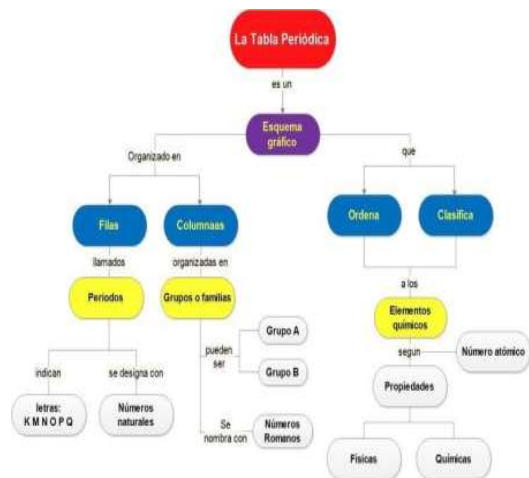 La Tabla Periódica
es un
Esquema
gráfico
Organizado en
que
Filas
Columnaas
Ordena
Clasifica
llamados
organizadas en
a los
Períodos
Grupos o familias
Elementos
químicos
Grupo A
pueden
ser
Grupo B
segun
Número atómico
indican
se designa con
Propiedades
letras:
K M N O P Q
Números
naturales
Se
nombra con
Números
Romanos
Físicas
Químicas